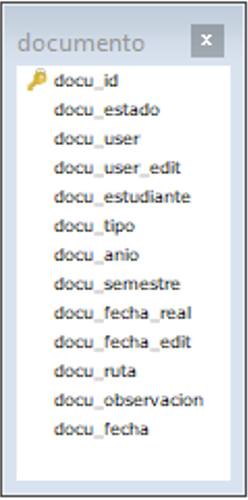 documento
x
docu_id
docu_estado
docu_user
docu_user_edit
docu_estudiante
docu_tipo
docu_anio
docu_semestre
docu_fecha_real
docu_fecha_edit
docu_ruta
docu_observacion
docu_fecha